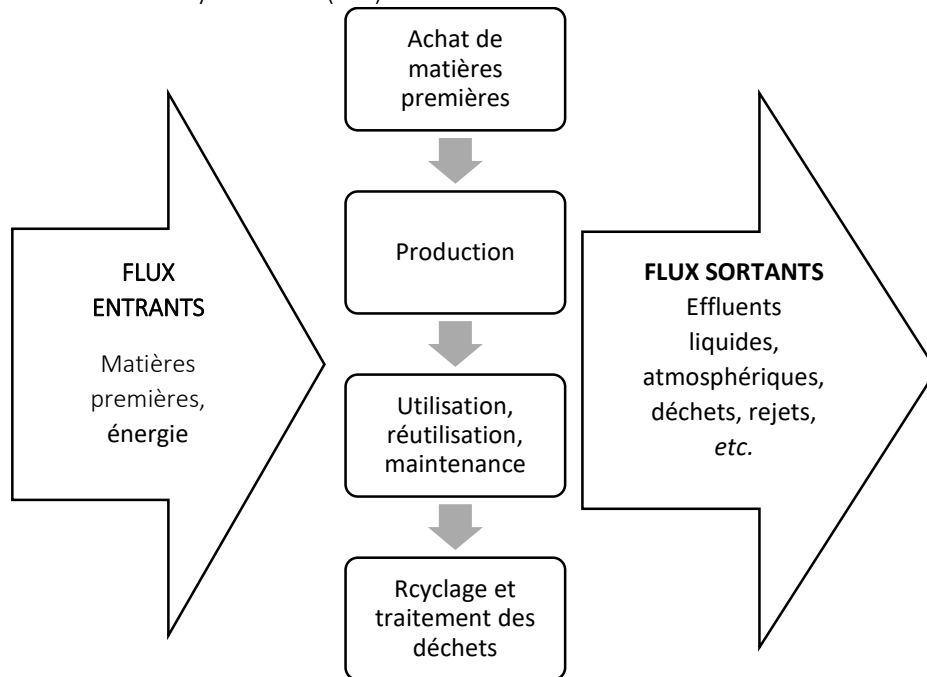 Achat de
matières
premières
FLUX
ENTRANTS
Matières
premières,
énergie
Production
Utilisation,
réutilisation,
maintenance
Rcyclage et
traitement des
déchets
FLUX SORTANTS
Effluents
liquides,
atmosphériques,
déchets, rejets,
etc.